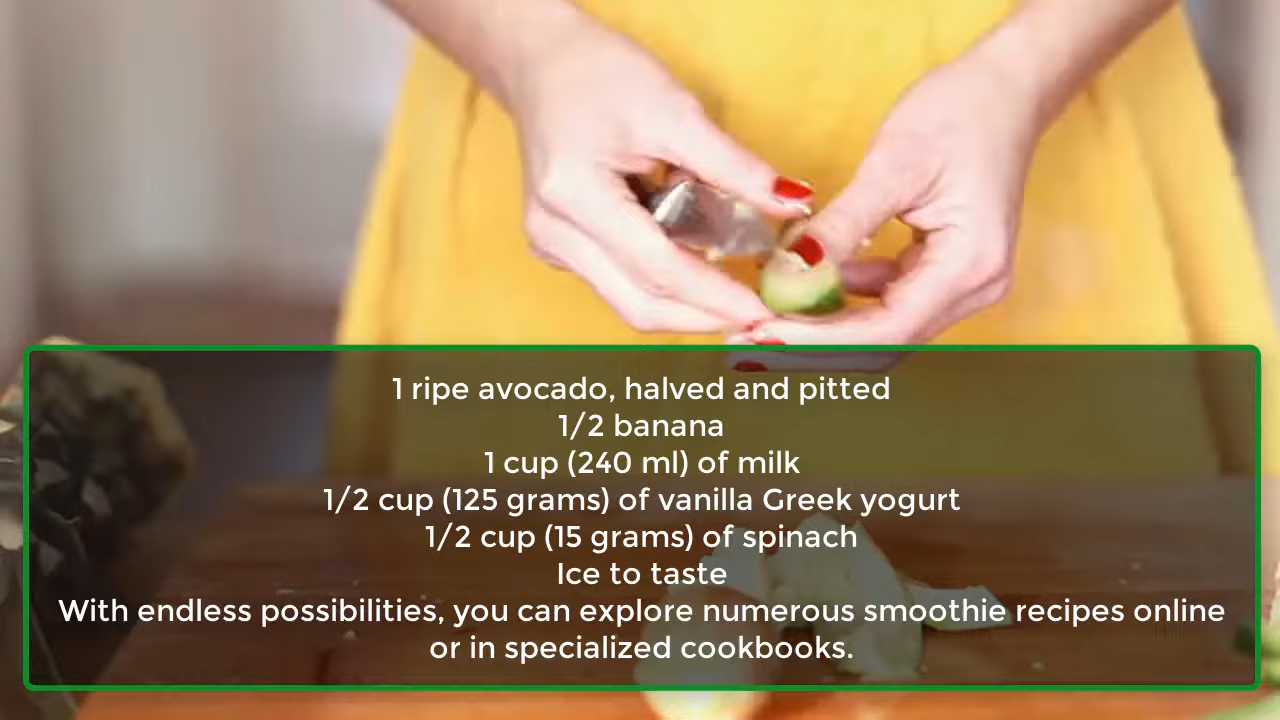 1 ripe avocado, halved and pitted
1/2 banana
1 cup (240 ml) of milk
1/2 cup (125 grams) of vanilla Greek yogurt
1/2 cup (15 grams) of spinach
Ice to taste
With endless possibilities, you can explore numerous smoothie recipes online
or in specialized cookbooks.